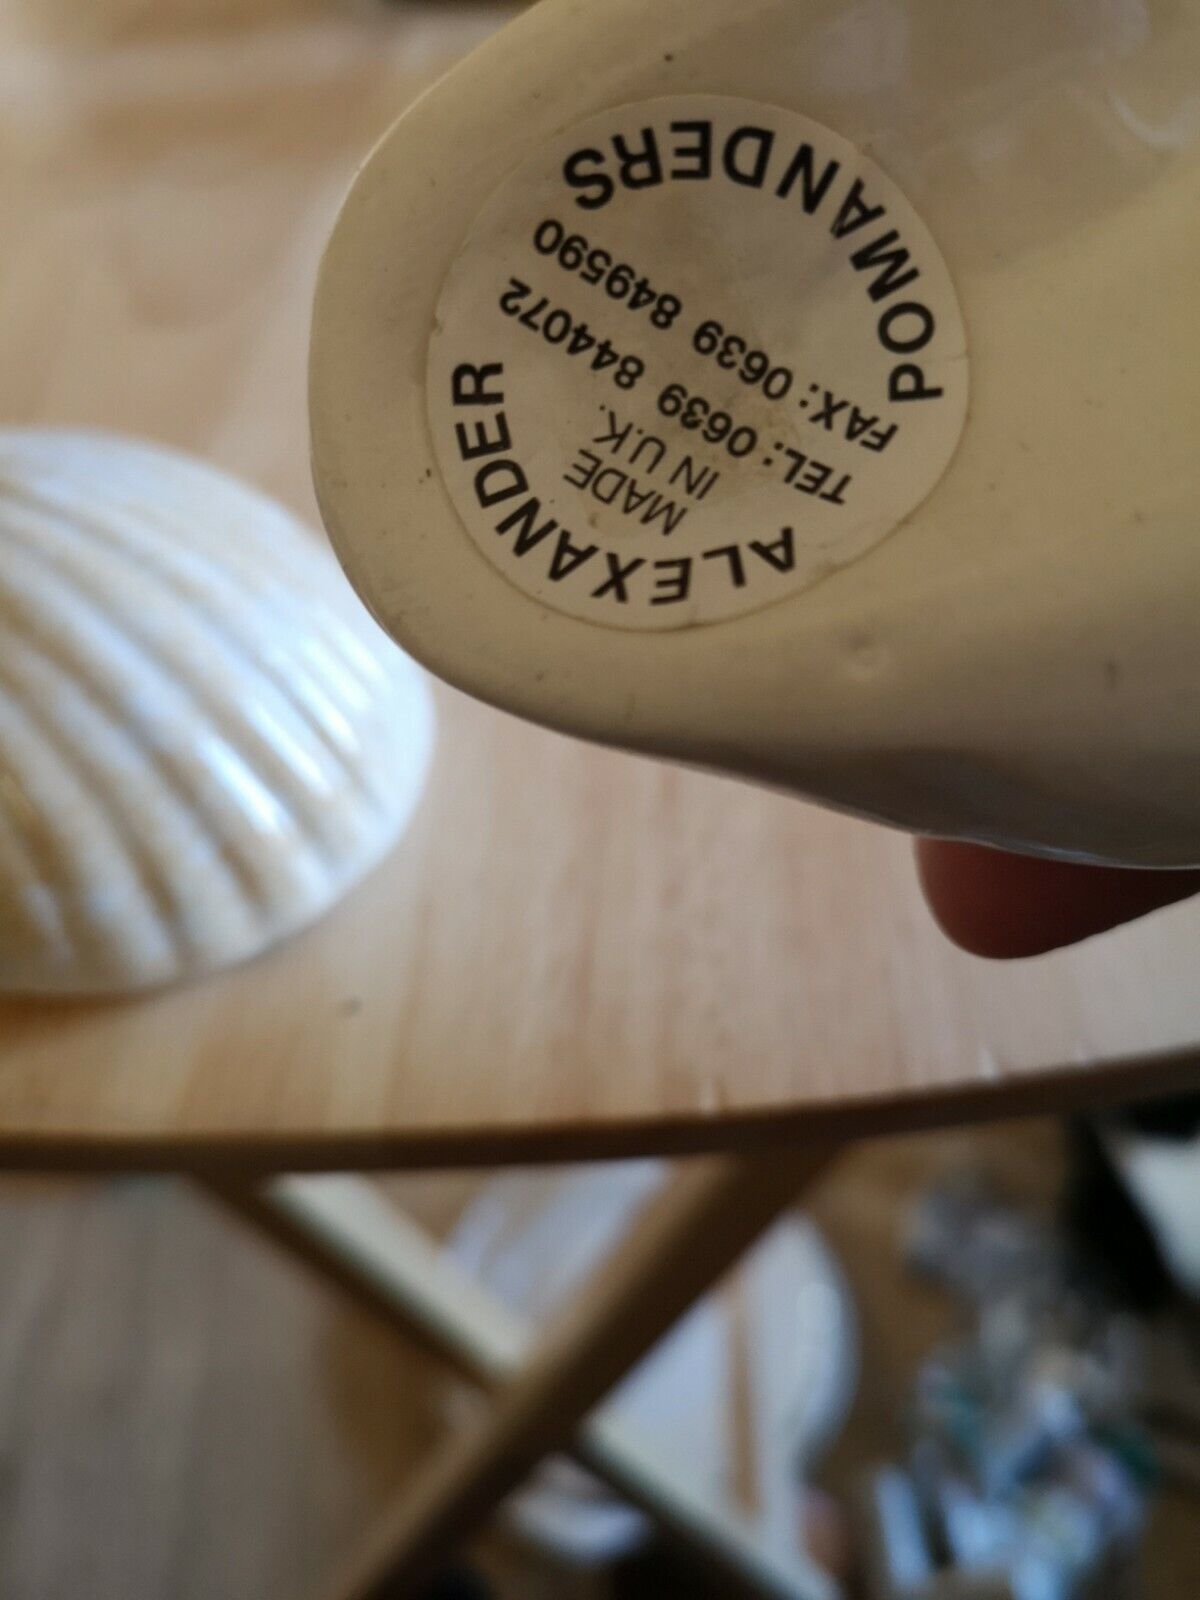 ALEXANDER
MADE
IN U.K.
TEL: 0639 844072
FAX: 0639 849590
POMANDERS